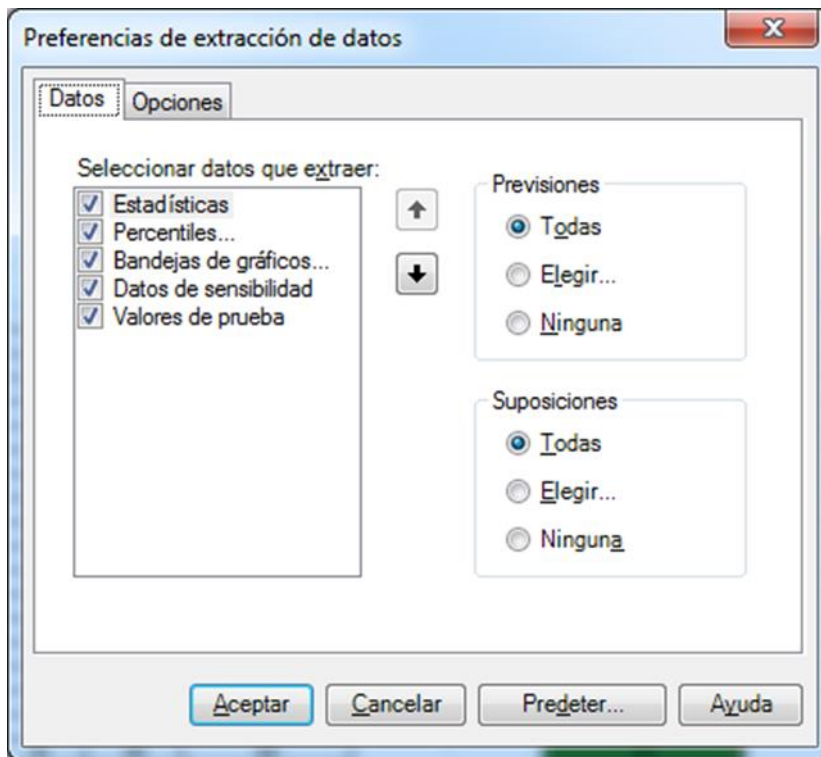 Preferencias de extracción de datos
Datos
Opciones
Seleccionar datos que extraer:
Estadísticas
Percentiles...
Bandejas de gráficos...
Datos de sensibilidad
Valores de prueba
Previsiones
Todas
Elegir...
Ninguna
Suposiciones
Todas
Elegir...
Ninguna
Aceptar
Cancelar
Predeter...
Ayuda